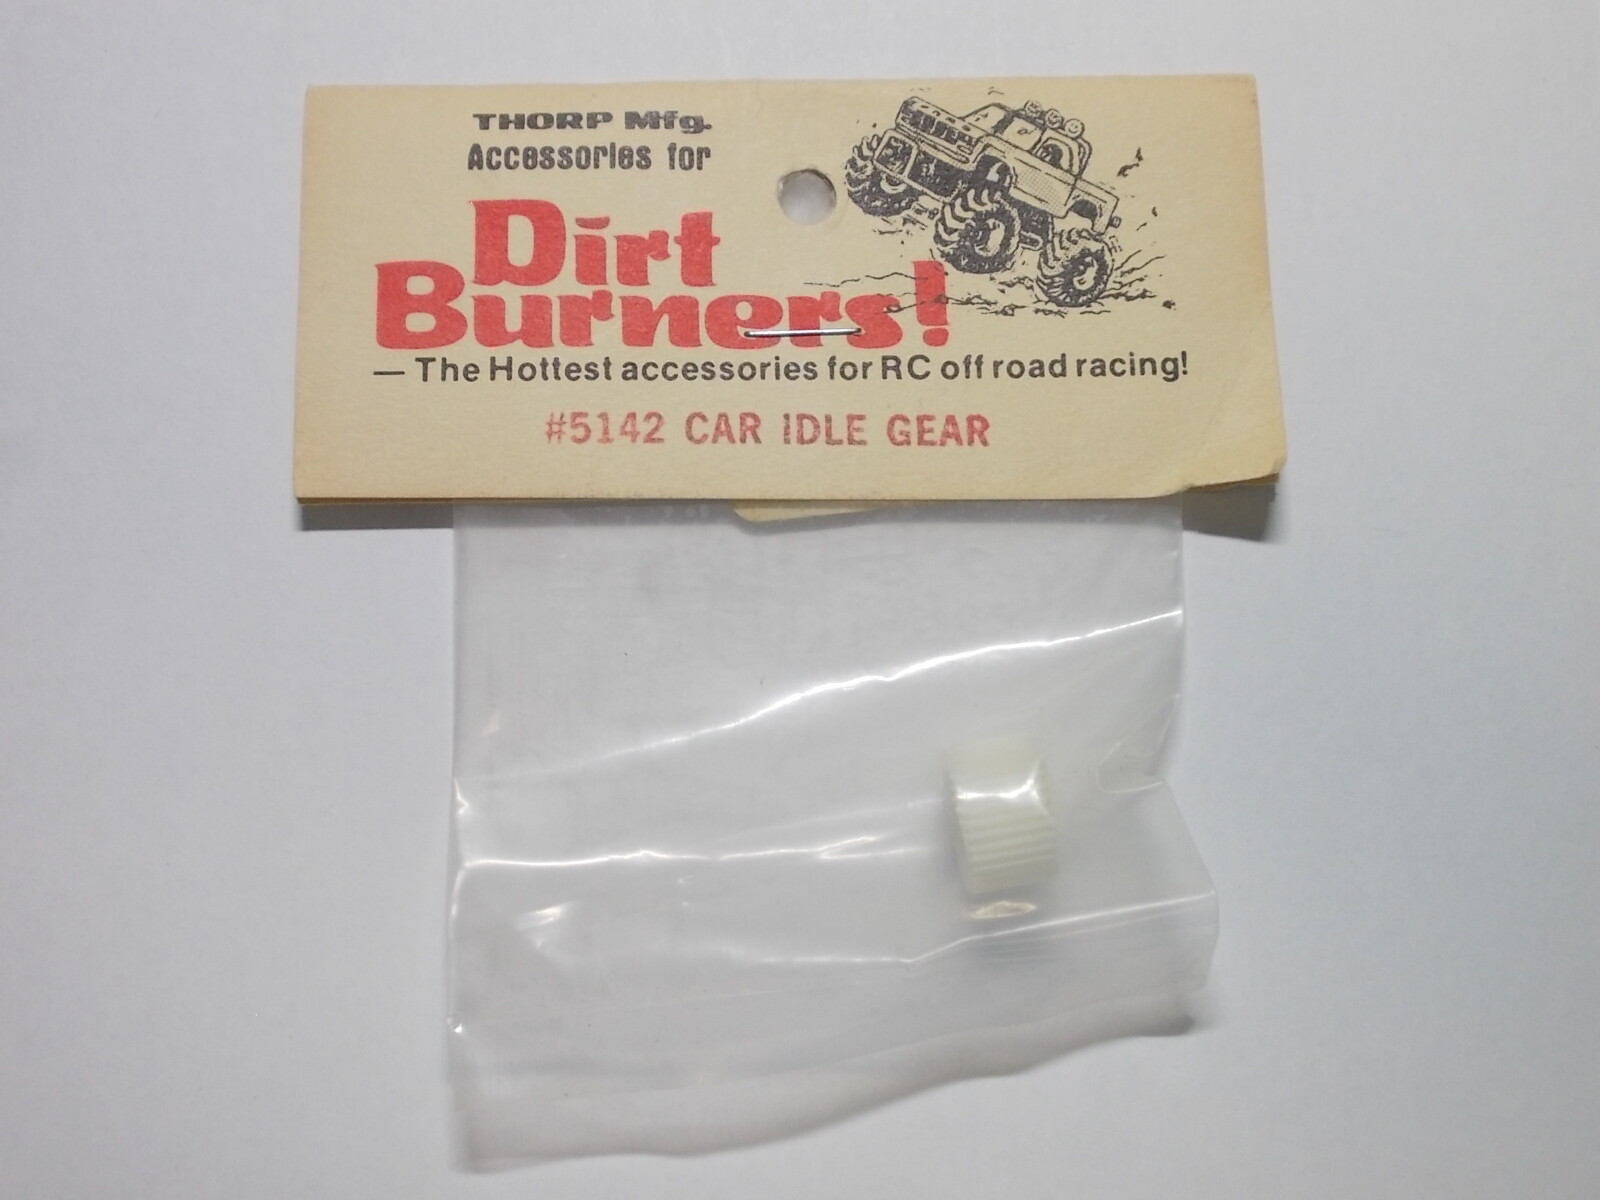 THORP Mfg.
Accessories for
Dirt
Burners!
— The Hottest accessories for RC off road racing!
#5142 CAR IDLE GEAR